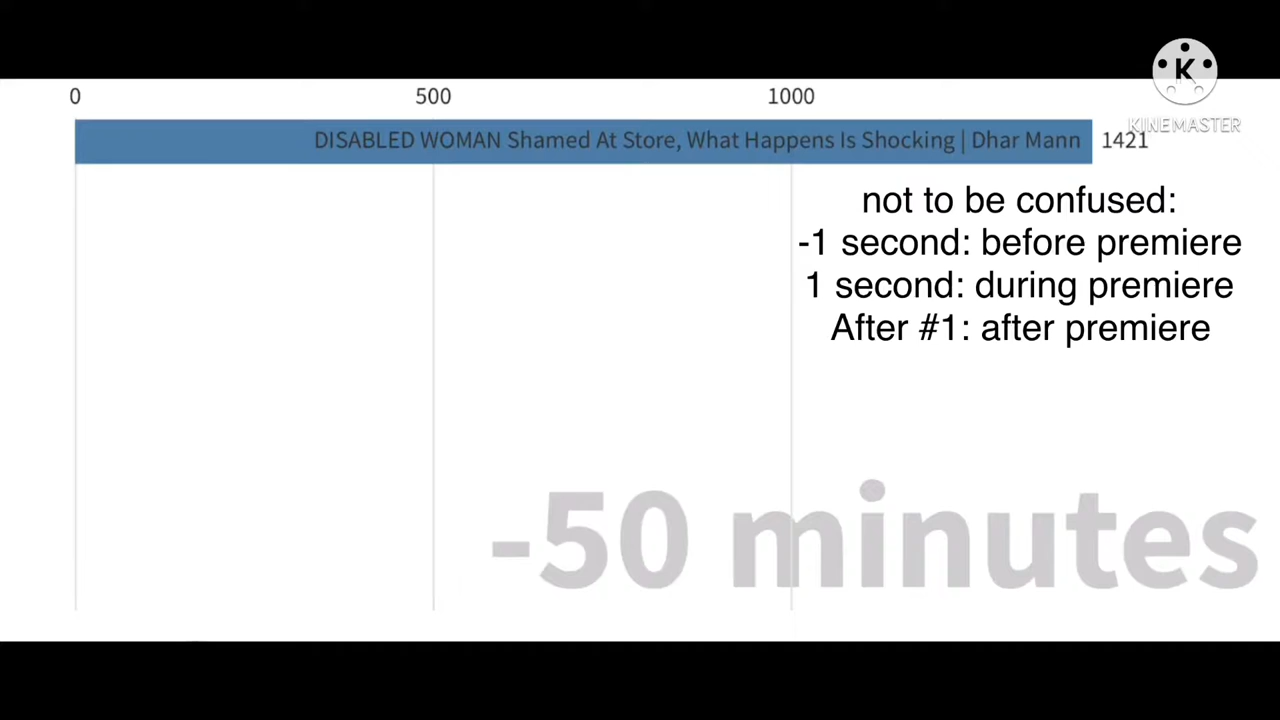 0 500 1000
K
KINEMASTER
DISABLED WOMAN Shamed At Store, What Happens Is Shocking | Dhar Mann 1421
not to be confused:
-1 second: before premiere
1 second: during premiere
After #1: after premiere
-50 minutes